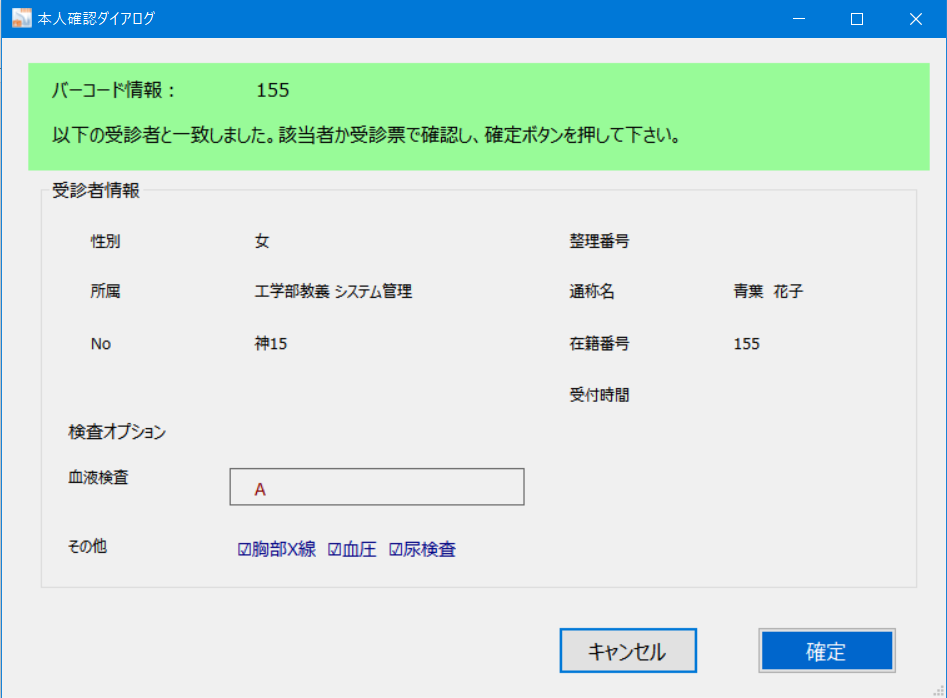 本人確認ダイアログ
バーコード情報： 155
以下の受診者と一致しました。該当者か受診票で確認し、確定ボタンを押して下さい。
受診者情報
性別 女 整理番号
所属 工学部教義 システム管理 通称名 青葉 花子
No 神15 在籍番号 155
受付時間
検査オプション
血液検査 A
その他 ☑胸部X線 ☑血圧 ☑尿検査
キャンセル 確定